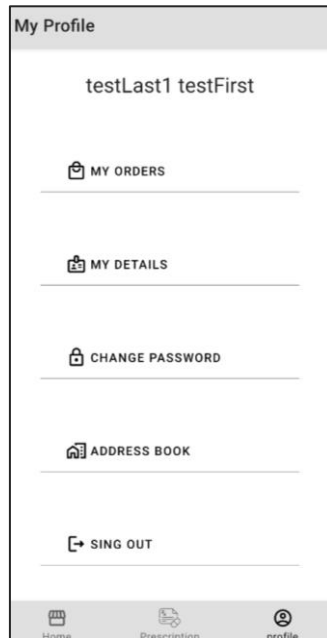 My Profile
testLast1 testFirst
MY ORDERS
MY DETAILS
CHANGE PASSWORD
ADDRESS BOOK
SING OUT
Home Prescription profile